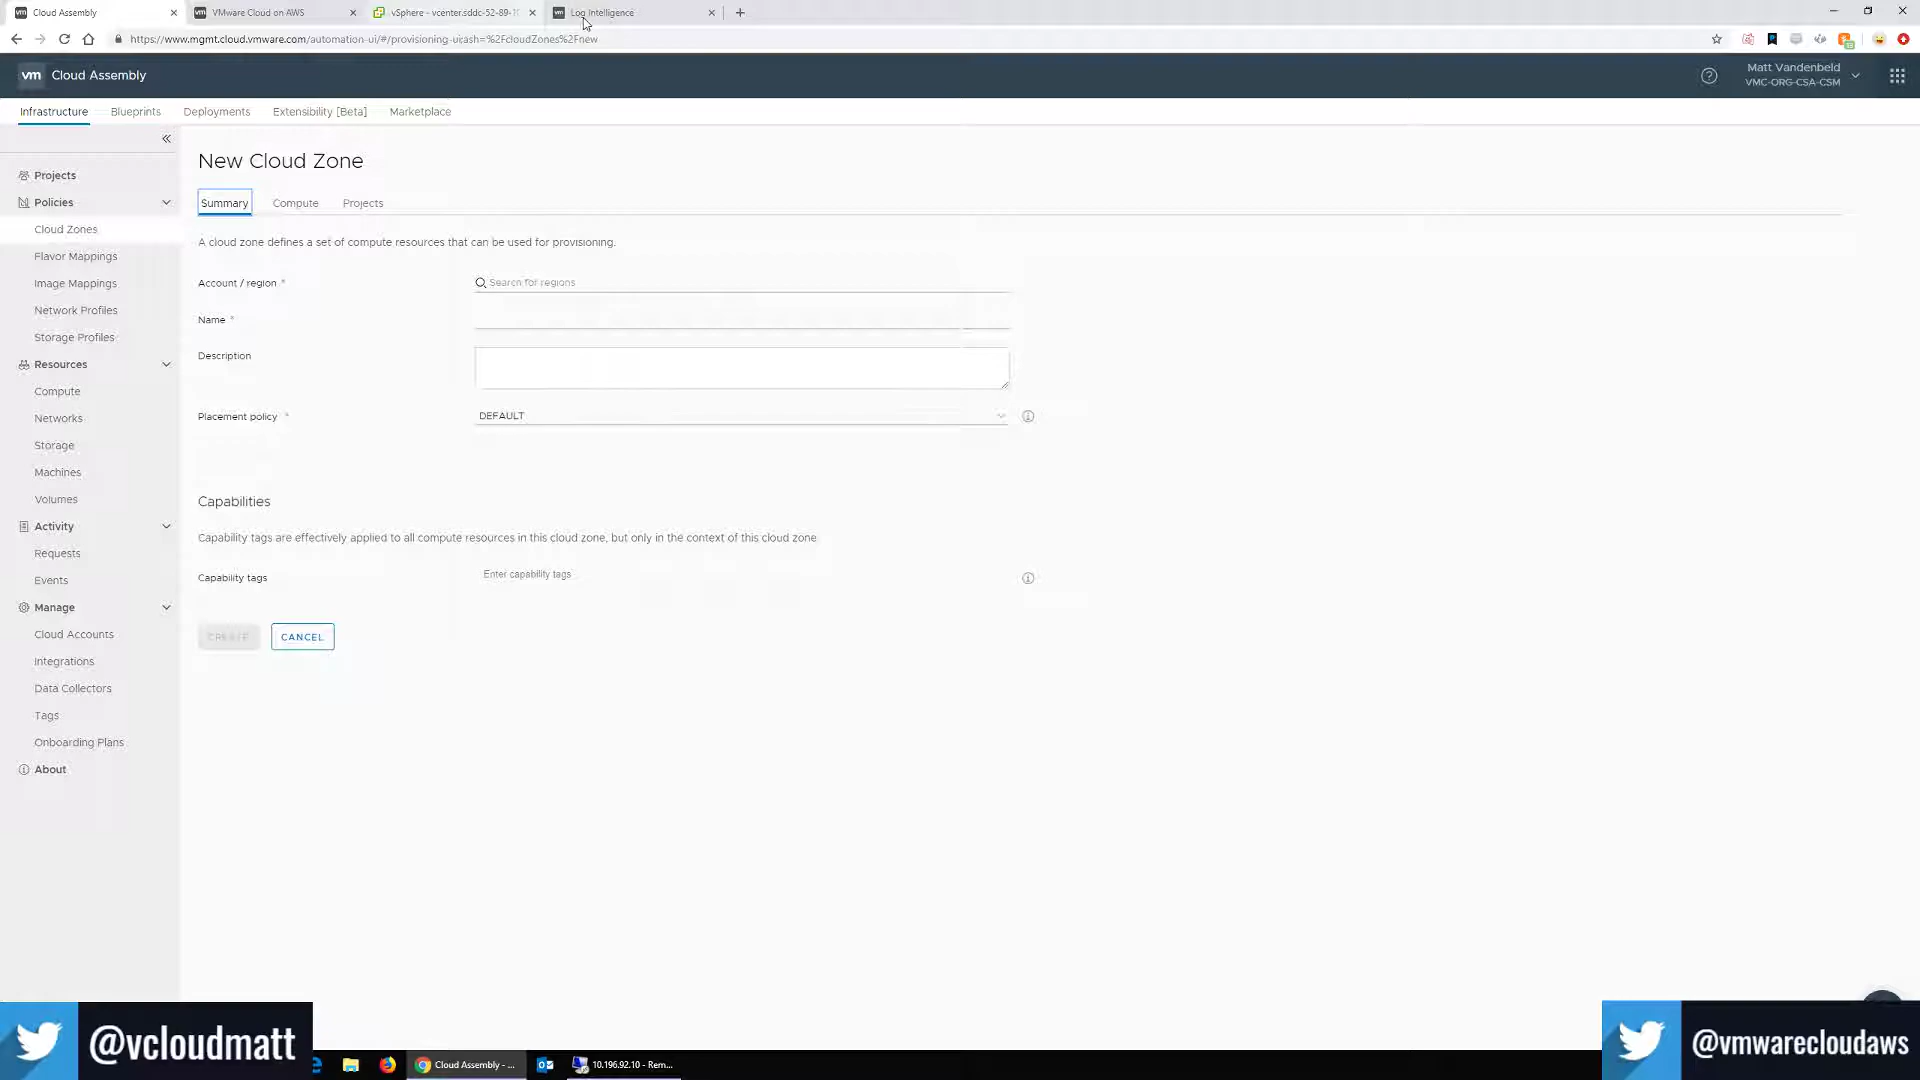 Cloud Assembly
VMware Cloud on AWS
vSphere - vcenter.sddc-52-89-1
Log Intelligence
https://www.mgmt.cloud.vmware.com/automation-ui/#/provisioning-ui;ash=%2FcloudZones%2Fnew
vm Cloud Assembly
Matt Vandenbeld
VMC-ORG-CSA-CSM
Infrastructure
Blueprints
Deployments
Extensibility [Beta]
Marketplace
Projects
Policies
Cloud Zones
Flavor Mappings
Image Mappings
Network Profiles
Storage Profiles
Resources
Compute
Networks
Storage
Machines
Volumes
Activity
Requests
Events
Manage
Cloud Accounts
Integrations
Data Collectors
Tags
Onboarding Plans
About
New Cloud Zone
Summary
Compute
Projects
A cloud zone defines a set of compute resources that can be used for provisioning.
Account / region *
Search for regions
Name *
Description
Placement policy *
DEFAULT
Capabilities
Capability tags are effectively applied to all compute resources in this cloud zone, but only in the context of this cloud zone
Capability tags
Enter capability tags
CREATE
CANCEL
@vcloudmatt
Cloud Assembly - ...
10.196.92.10 - Rem...
@vmwarecloudaws